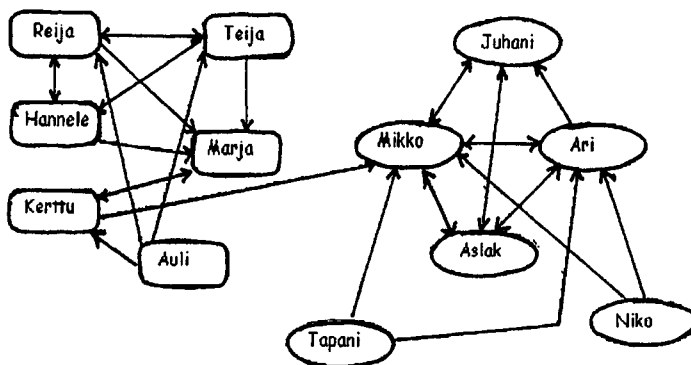 Reija
Teija
Juhani
Hannele
Marja
Mikko
Ari
Kerttu
Auli
Aslak
Tapani
Niko